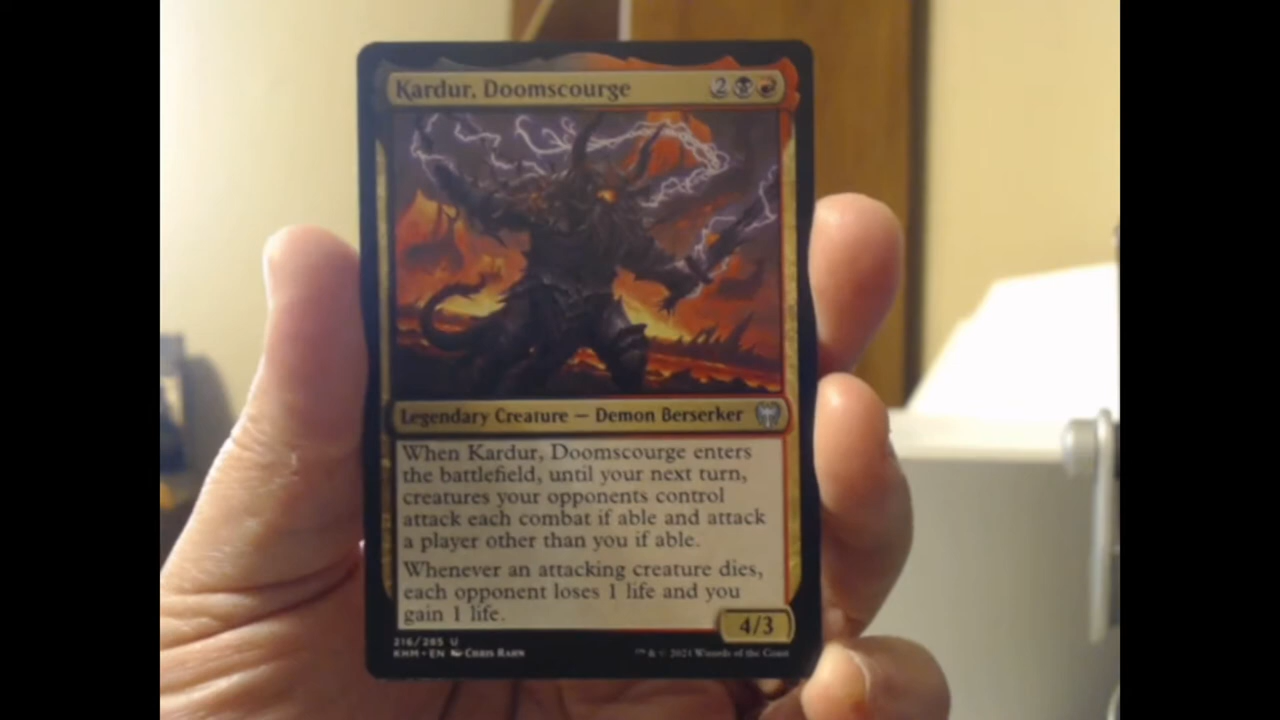 Kardur, Doomscourge 2
Legendary Creature — Demon Berserker
When Kardur, Doomscourge enters
the battlefield, until your next turn,
creatures your opponents control
attack each combat if able and attack
a player other than you if able.
Whenever an attacking creature dies,
each opponent loses 1 life and you
gain 1 life.
4/3
216/285 U
KHM • EN Chris Rahn
™ & © 2021 Wizards of the Coast